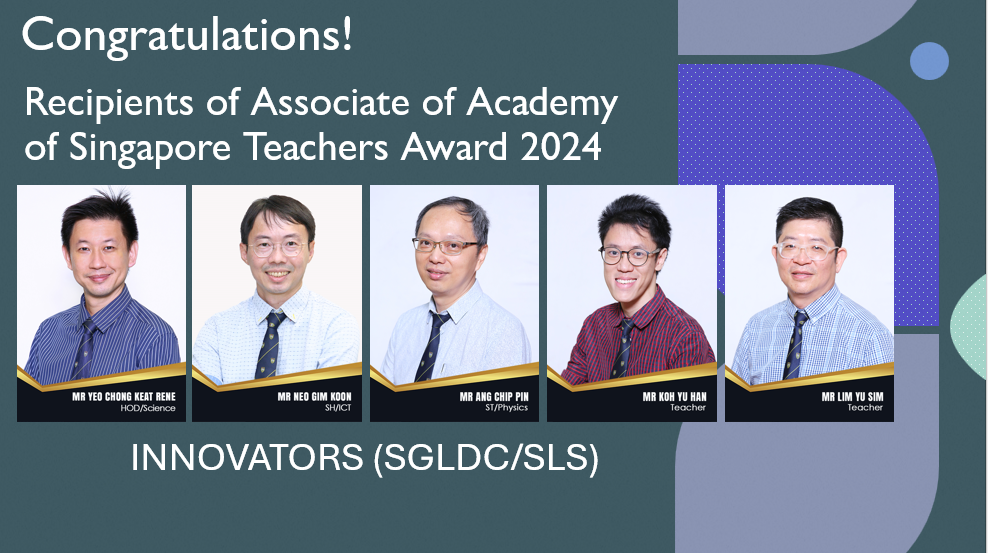 Congratulations!
Recipients of Associate of Academy
of Singapore Teachers Award 2024
MR YEO CHONG KEAT RENE
HOD/Science
MR NEO GIM KOON
SH/ICT
MR ANG CHIP PIN
ST/Physics
MR KOH YU HAN
Teacher
MR LIM YU SIM
Teacher
INNOVATORS (SGLDC/SLS)